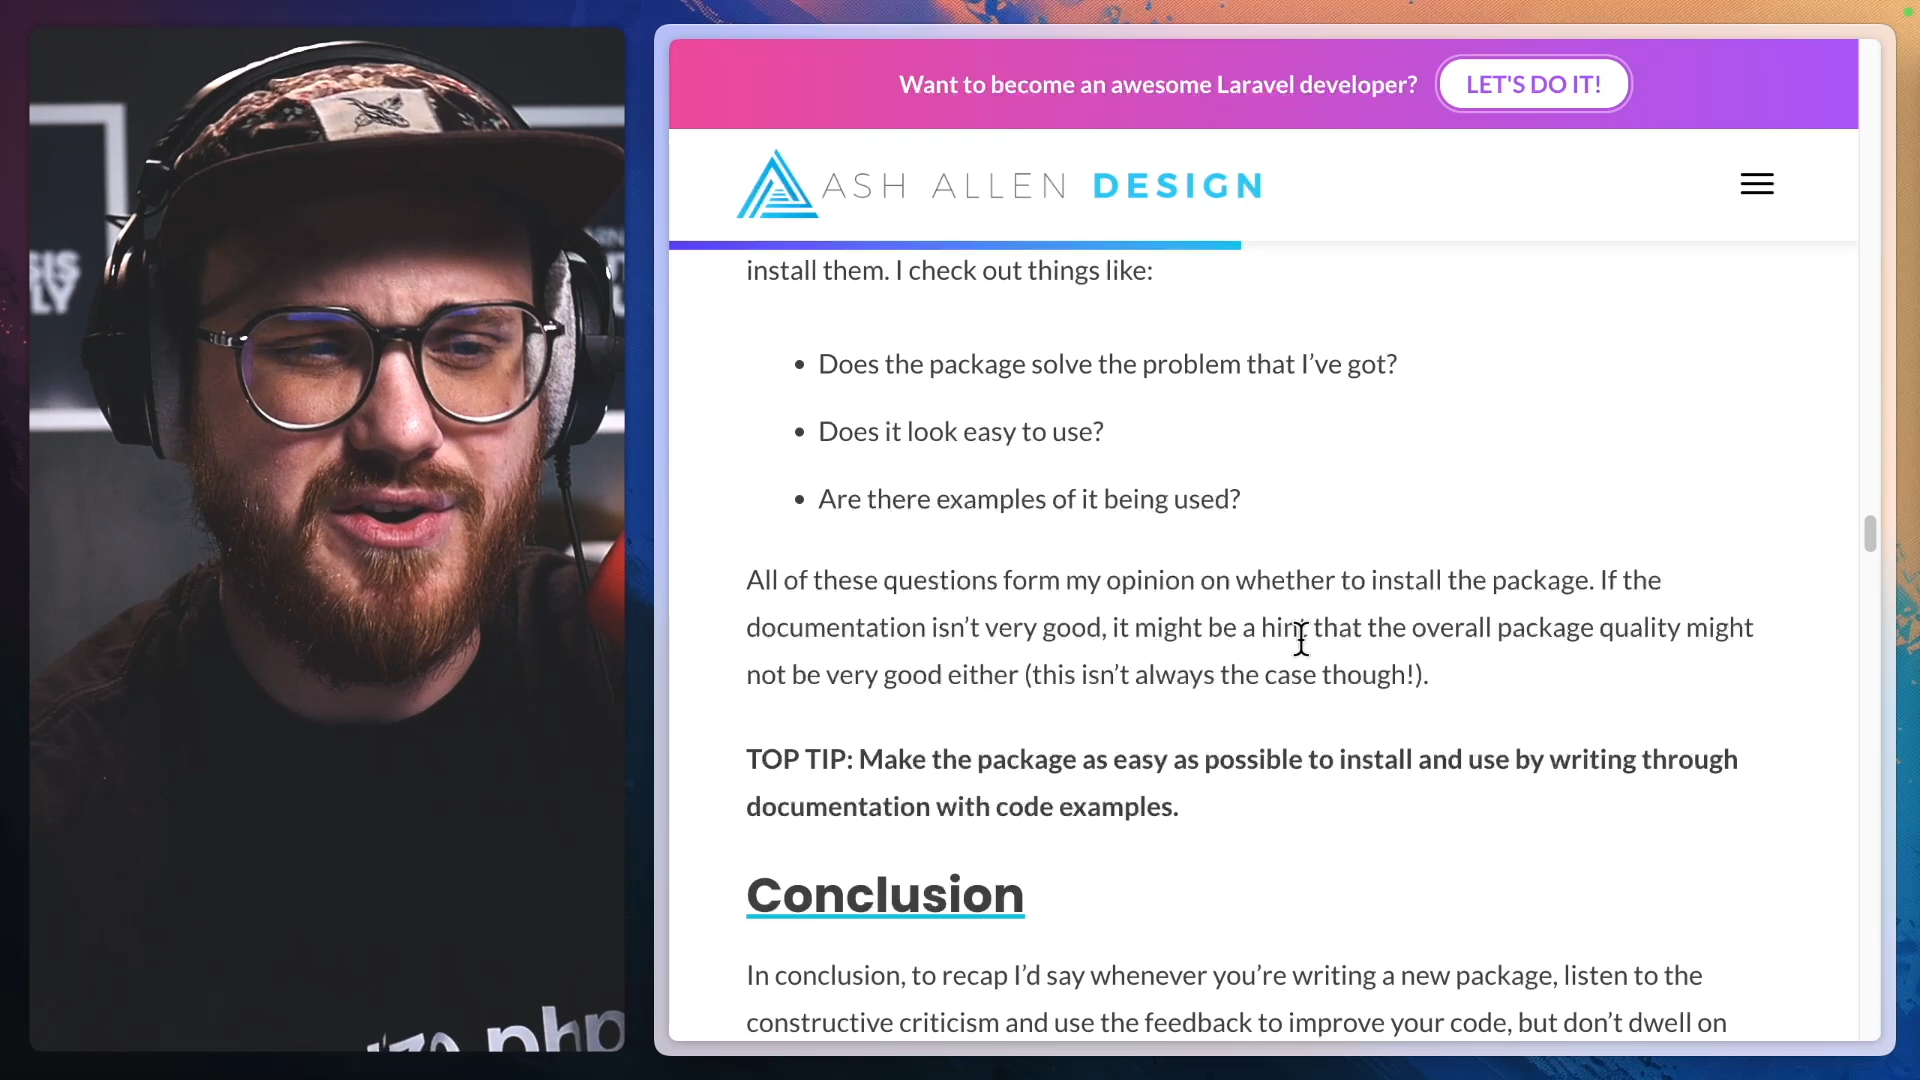 Want to become an awesome Laravel developer?
LET'S DO IT!
ASH ALLEN DESIGN
install them. I check out things like:
• Does the package solve the problem that I've got?
• Does it look easy to use?
• Are there examples of it being used?
All of these questions form my opinion on whether to install the package. If the
documentation isn't very good, it might be a hint that the overall package quality might
not be very good either (this isn't always the case though!).
TOP TIP: Make the package as easy as possible to install and use by writing through
documentation with code examples.
Conclusion
In conclusion, to recap I'd say whenever you're writing a new package, listen to the
constructive criticism and use the feedback to improve your code, but don't dwell on
php